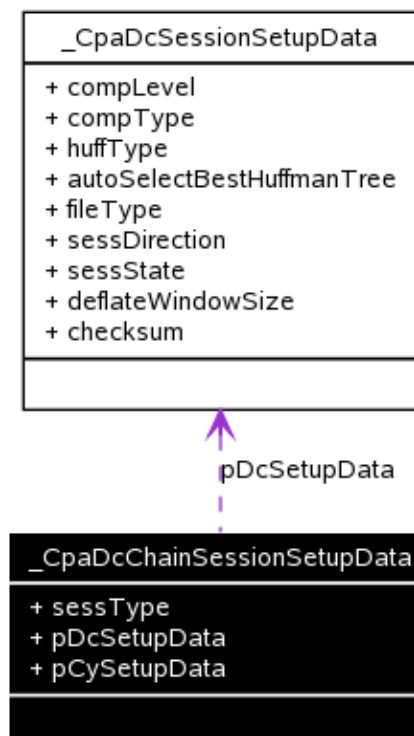 _CpaDcSessionSetupData
+ compLevel
+ compType
+ huffType
+ autoSelectBestHuffmanTree
+ fileType
+ sessDirection
+ sessState
+ deflateWindowSize
+ checksum
pDcSetupData
_CpaDcChainSessionSetupData
+ sessType
+ pDcSetupData
+ pCySetupData